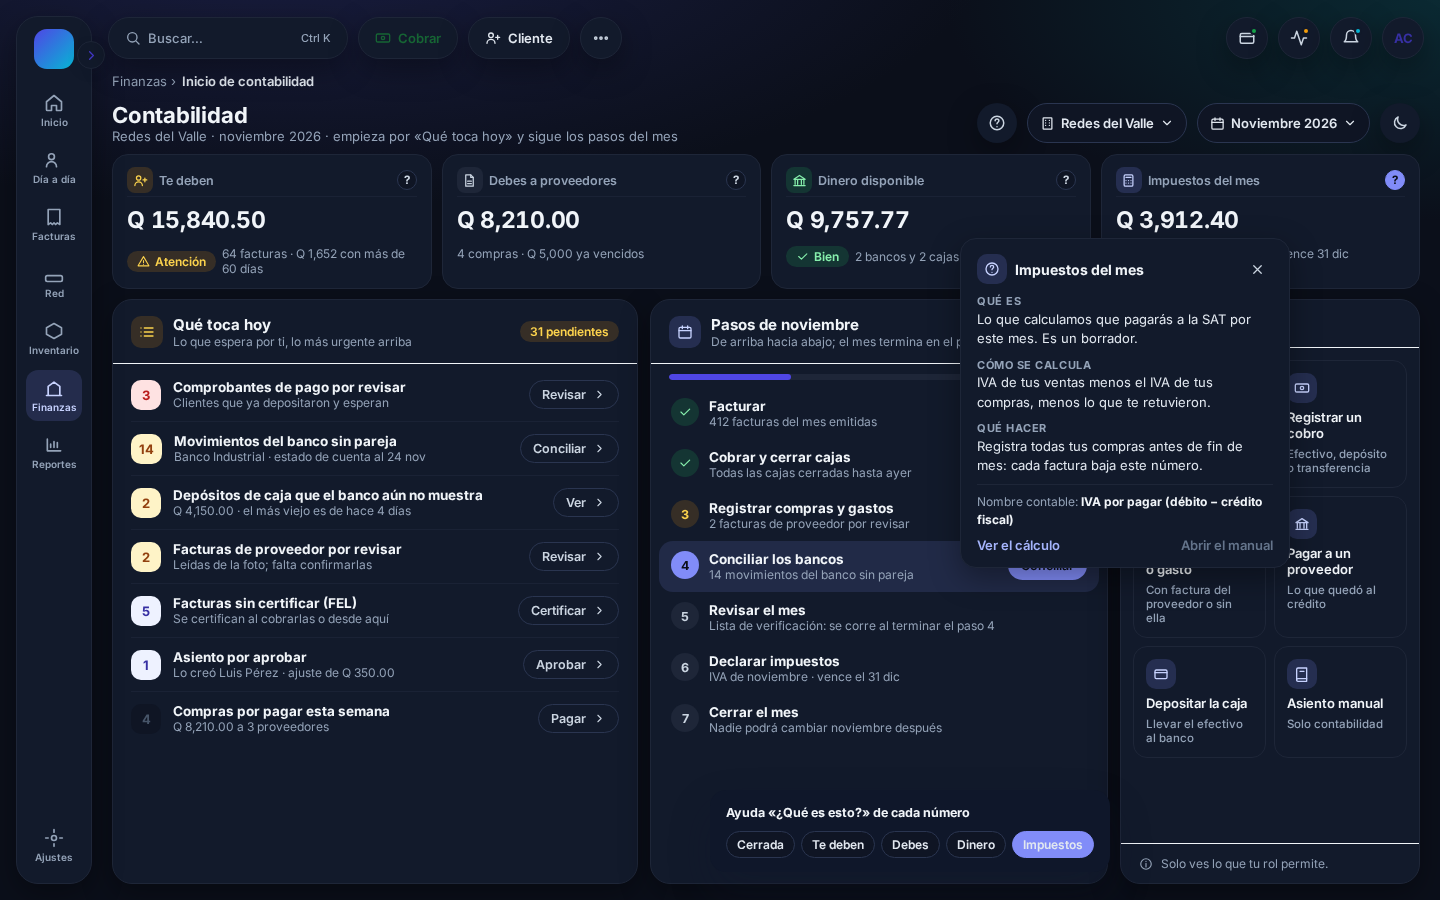 Buscar...
Ctrl K
Cobrar
Cliente
AC
Finanzas › Inicio de contabilidad
Contabilidad
Redes del Valle · noviembre 2026 · empieza por «Qué toca hoy» y sigue los pasos del mes
Redes del Valle
Noviembre 2026
Inicio
Día a día
Facturas
Red
Inventario
Finanzas
Reportes
Ajustes
Te deben
?
Q 15,840.50
Atención
64 facturas · Q 1,652 con más de
60 días
Debes a proveedores
?
Q 8,210.00
4 compras · Q 5,000 ya vencidos
Dinero disponible
?
Q 9,757.77
Bien
2 bancos y 2 cajas
Impuestos del mes
?
Q 3,912.40
ence 31 dic
Qué toca hoy
Lo que espera por ti, lo más urgente arriba
31 pendientes
3
Comprobantes de pago por revisar
Clientes que ya depositaron y esperan
Revisar
14
Movimientos del banco sin pareja
Banco Industrial · estado de cuenta al 24 nov
Conciliar
2
Depósitos de caja que el banco aún no muestra
Q 4,150.00 · el más viejo es de hace 4 días
Ver
2
Facturas de proveedor por revisar
Leídas de la foto; falta confirmarlas
Revisar
5
Facturas sin certificar (FEL)
Se certifican al cobrarlas o desde aquí
Certificar
1
Asiento por aprobar
Lo creó Luis Pérez · ajuste de Q 350.00
Aprobar
4
Compras por pagar esta semana
Q 8,210.00 a 3 proveedores
Pagar
Pasos de noviembre
De arriba hacia abajo; el mes termina en el p
Facturar
412 facturas del mes emitidas
Cobrar y cerrar cajas
Todas las cajas cerradas hasta ayer
3
Registrar compras y gastos
2 facturas de proveedor por revisar
4
Conciliar los bancos
14 movimientos del banco sin pareja
Conciliar
5
Revisar el mes
Lista de verificación: se corre al terminar el paso 4
6
Declarar impuestos
IVA de noviembre · vence el 31 dic
7
Cerrar el mes
Nadie podrá cambiar noviembre después
Ayuda «¿Qué es esto?» de cada número
Cerrada
Te deben
Debes
Dinero
Impuestos
Impuestos del mes
QUÉ ES
Lo que calculamos que pagarás a la SAT por
este mes. Es un borrador.
CÓMO SE CALCULA
IVA de tus ventas menos el IVA de tus
compras, menos lo que te retuvieron.
QUÉ HACER
Registra todas tus compras antes de fin de
mes: cada factura baja este número.
Nombre contable: IVA por pagar (débito – crédito
fiscal)
Ver el cálculo
Abrir el manual
Registrar un
cobro
Efectivo, depósito
o transferencia
o gasto
Con factura del
proveedor o sin
ella
Pagar a un
proveedor
Lo que quedó al
crédito
Depositar la caja
Llevar el efectivo
al banco
Asiento manual
Solo contabilidad
Solo ves lo que tu rol permite.